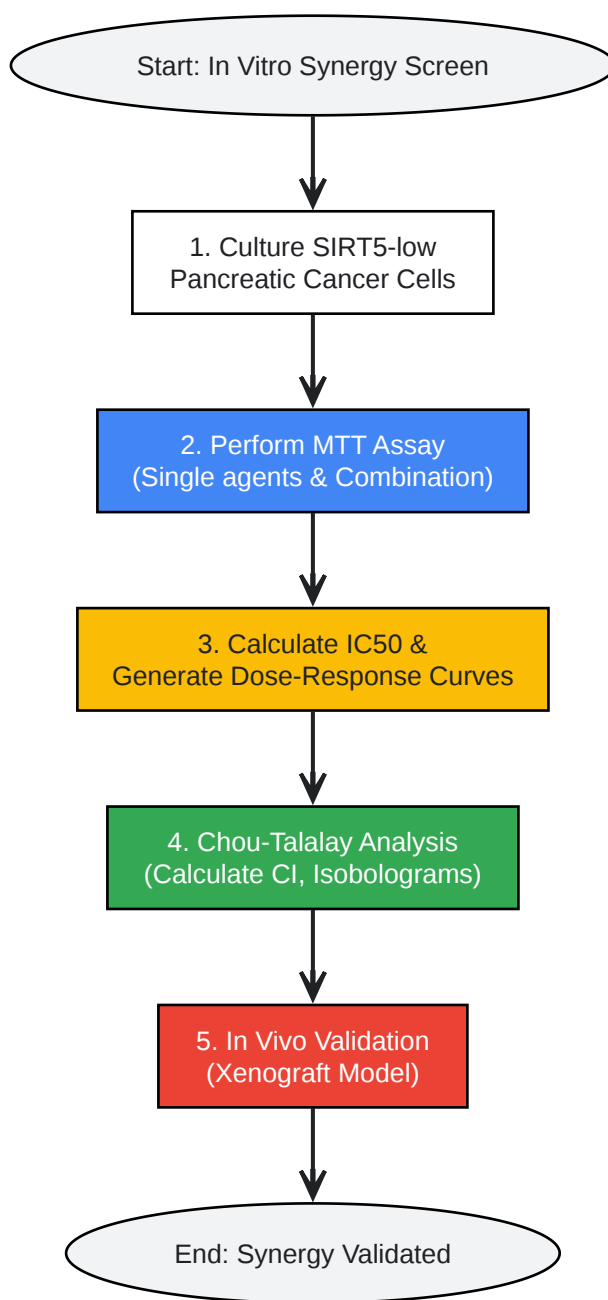 Start: In Vitro Synergy Screen
1. Culture SIRT5-low
Pancreatic Cancer Cells
2. Perform MTT Assay
(Single agents & Combination)
3. Calculate IC50 &
Generate Dose-Response Curves
4. Chou-Talalay Analysis
(Calculate CI, Isobolograms)
5. In Vivo Validation
(Xenograft Model)
End: Synergy Validated